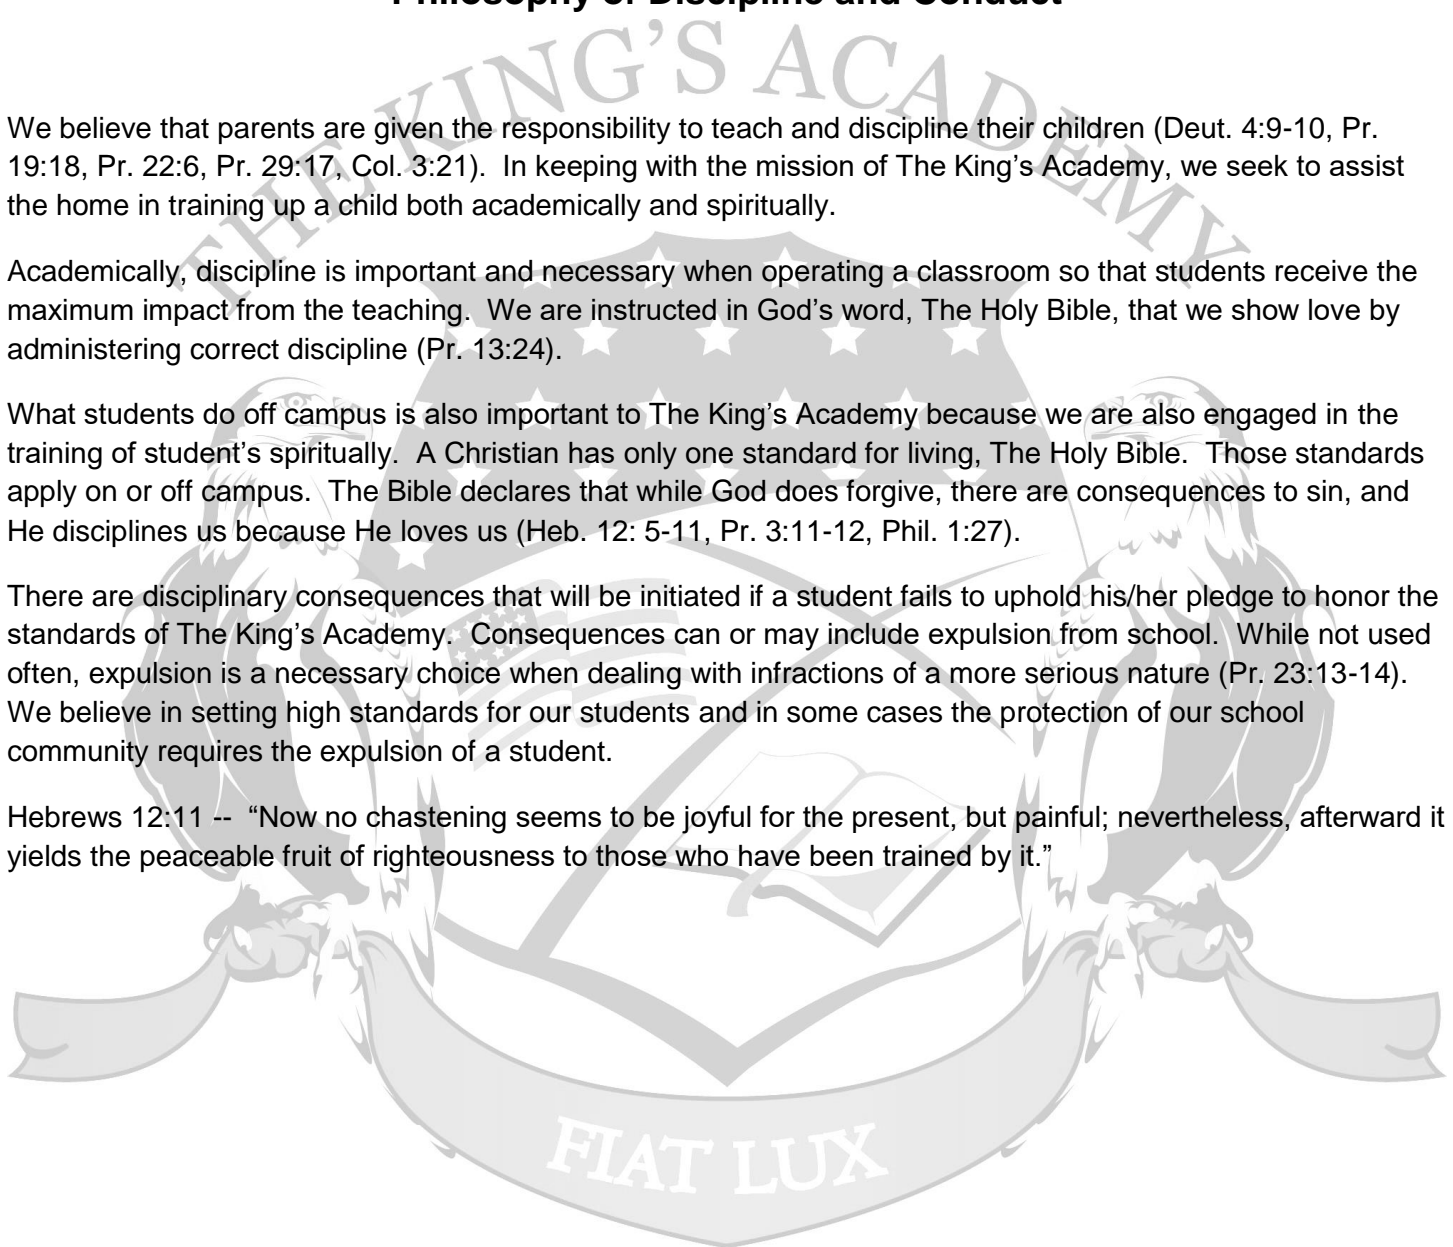 Philosophy of Discipline and Conduct
THE KING'S ACADEMY
We believe that parents are given the responsibility to teach and discipline their children (Deut. 4:9-10, Pr.
19:18, Pr. 22:6, Pr. 29:17, Col. 3:21).  In keeping with the mission of The King's Academy, we seek to assist
the home in training up a child both academically and spiritually.
Academically, discipline is important and necessary when operating a classroom so that students receive the
maximum impact from the teaching.  We are instructed in God's word, The Holy Bible, that we show love by
administering correct discipline (Pr. 13:24).
What students do off campus is also important to The King's Academy because we are also engaged in the
training of student's spiritually.  A Christian has only one standard for living, The Holy Bible.  Those standards
apply on or off campus.  The Bible declares that while God does forgive, there are consequences to sin, and
He disciplines us because He loves us (Heb. 12: 5-11, Pr. 3:11-12, Phil. 1:27).
There are disciplinary consequences that will be initiated if a student fails to uphold his/her pledge to honor the
standards of The King's Academy.  Consequences can or may include expulsion from school.  While not used
often, expulsion is a necessary choice when dealing with infractions of a more serious nature (Pr. 23:13-14).
We believe in setting high standards for our students and in some cases the protection of our school
community requires the expulsion of a student.
Hebrews 12:11 --  “Now no chastening seems to be joyful for the present, but painful; nevertheless, afterward it
yields the peaceable fruit of righteousness to those who have been trained by it.”
FIAT LUX